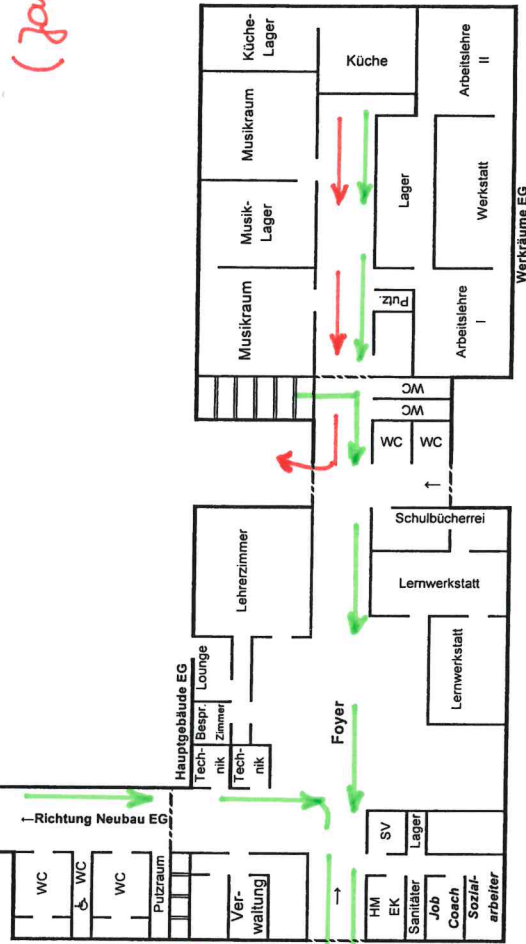 Küche-
Lager
Küche
Arbeitslehre
II
Musikraum
Musik-
Lager
Lager
Werkstatt
Musikraum
Putz.
Arbeitslehre
I
Werkräume EG
WC
WC
WC
WC
↑
Schulbücherrei
Lehrerzimmer
Lernwerkstatt
Lernwerkstatt
Hauptgebäude EG
Lounge
Bespr.
Zimmer
Tech-
nik
Tech-
nik
Foyer
←Richtung Neubau EG
WC
WC
WC
Putzraum
Ver-
waltung
→
SV
Lager
HM
EK
Sanitäter
Job
Coach
Sozial-
arbeiter